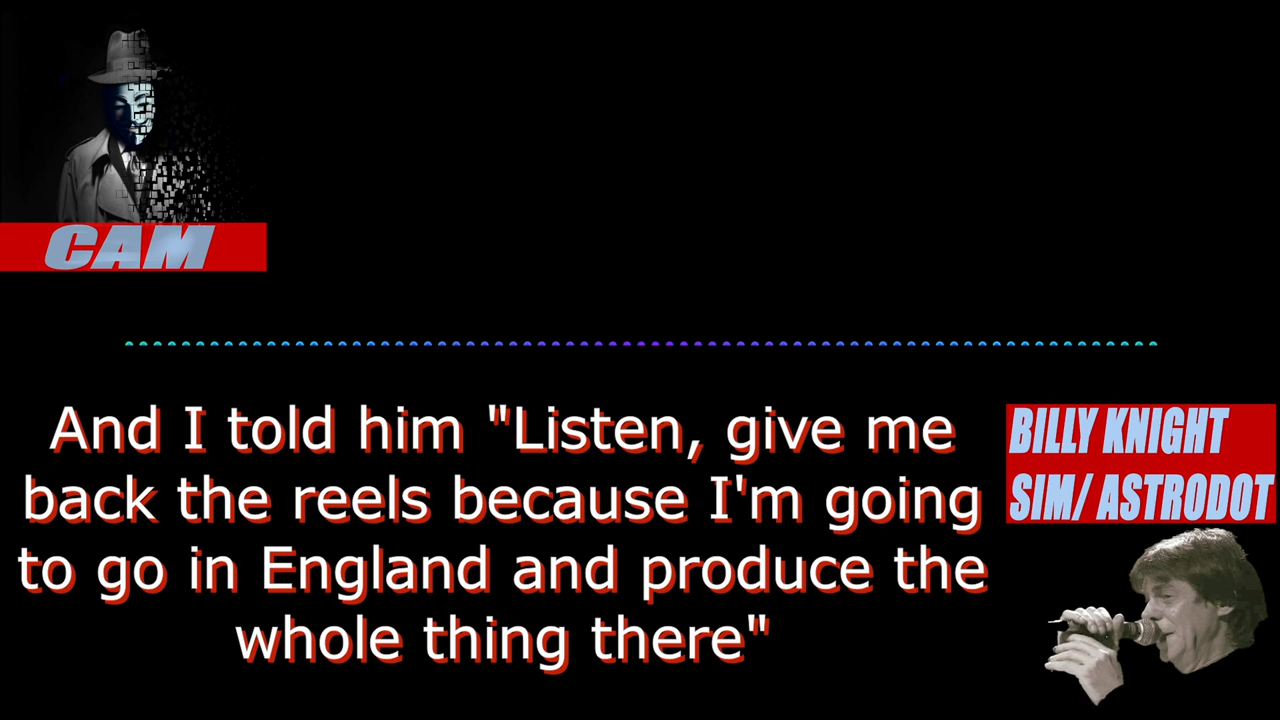 CAM
And I told him "Listen, give me
back the reels because I'm going
to go in England and produce the
whole thing there"
BILLY KNIGHT
SIM/ ASTRODOT